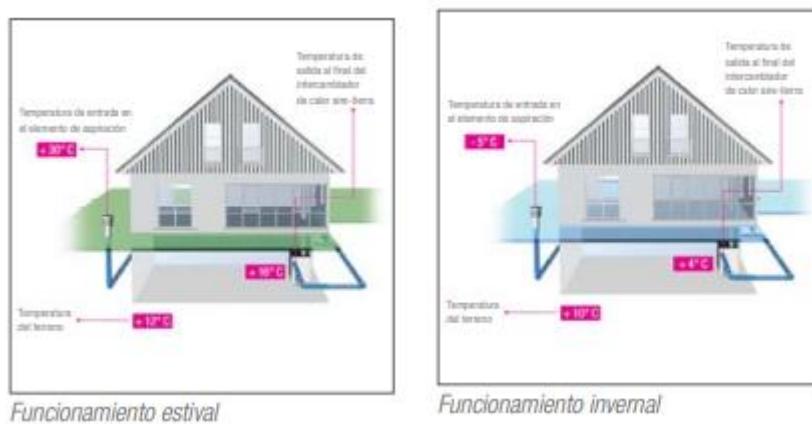 Temperatura de
salida al final del
intercambiador
de calor aire-tierra
Temperatura de entrada en
el elemento de aspiración
+ 30° C
+ 16° C
Temperatura
del terreno
+ 12° C
Funcionamiento estival
Temperatura de
salida al final del
intercambiador
de calor aire-tierra
Temperatura de entrada en
el elemento de aspiración
- 5° C
+ 4° C
Temperatura
del terreno
+ 10° C
Funcionamiento invernal